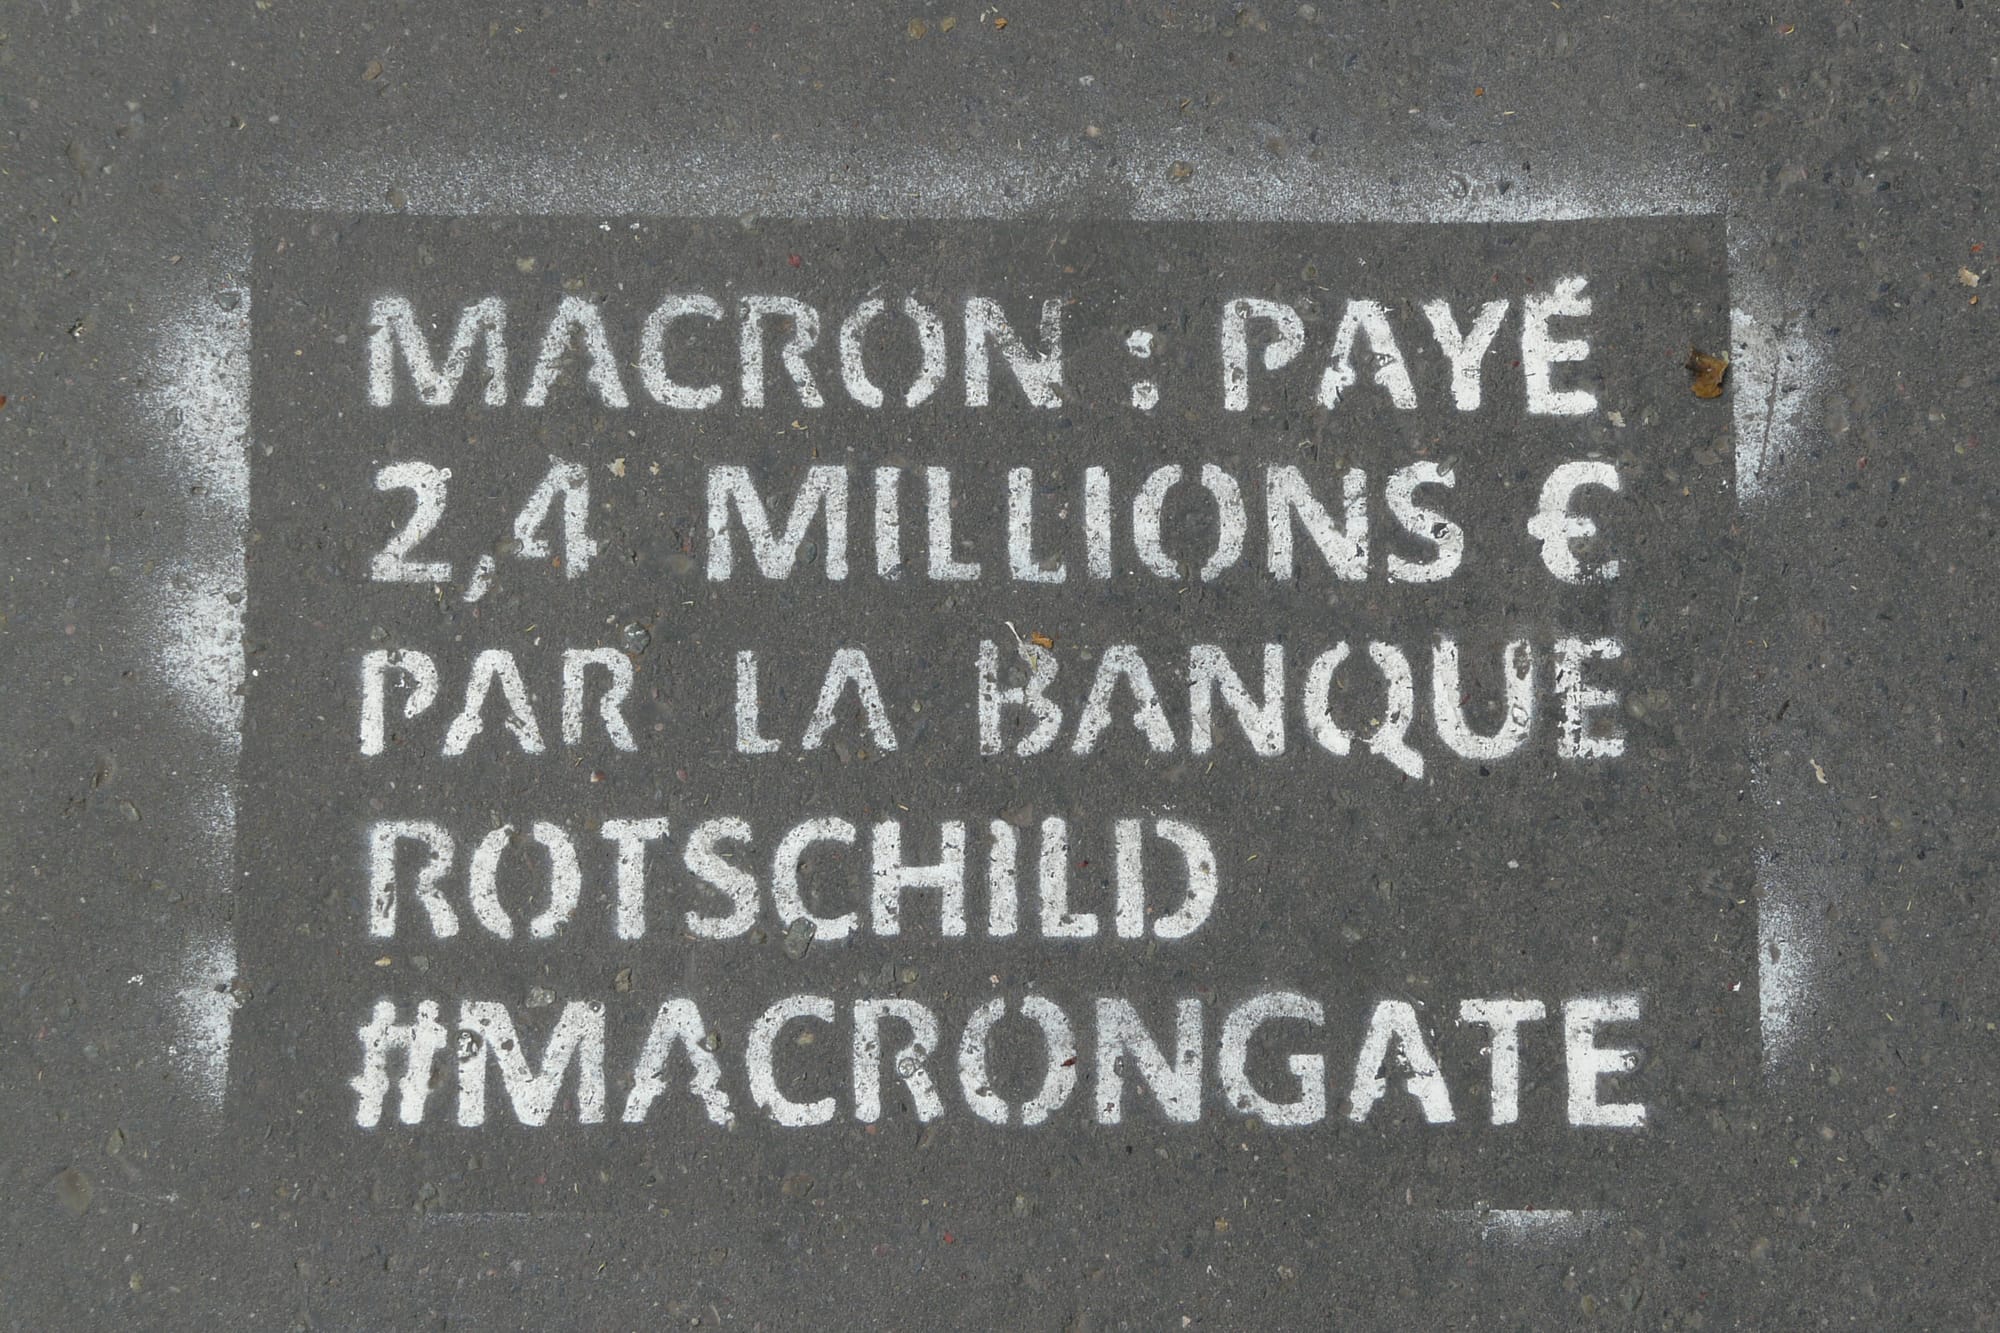 MACRON : PAYÉ
2,4 MILLIONS €
PAR LA BANQUE
ROTSCHILD
#MACRONGATE